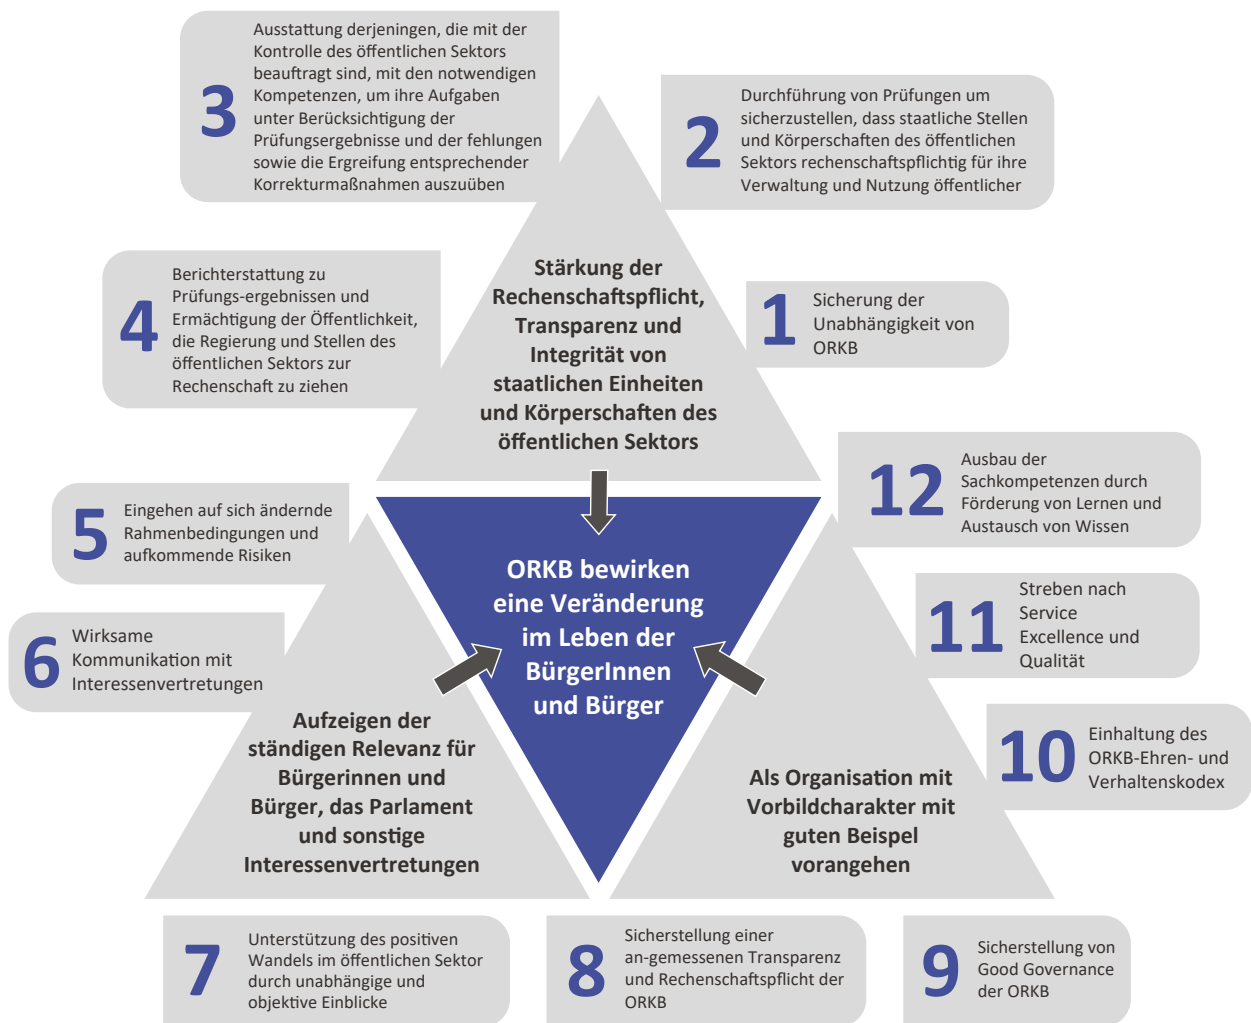 3
Ausstattung derjeningen, die mit der
Kontrolle des öffentlichen Sektors
beauftragt sind, mit den notwendigen
Kompetenzen, um ihre Aufgaben
unter Berücksichtigung der
Prüfungsergebnisse und der fehlungen
sowie die Ergreifung entsprechender
Korrekturmaßnahmen auszuüben
2
Durchführung von Prüfungen um
sicherzustellen, dass staatliche Stellen
und Körperschaften des öffentlichen
Sektors rechenschaftspflichtig für ihre
Verwaltung und Nutzung öffentlicher
4
Berichterstattung zu
Prüfungs-ergebnissen und
Ermächtigung der Öffentlichkeit,
die Regierung und Stellen des
öffentlichen Sektors zur
Rechenschaft zu ziehen
Stärkung der
Rechenschaftspflicht,
Transparenz und
Integrität von
staatlichen Einheiten
und Körperschaften des
öffentlichen Sektors
1
Sicherung der
Unabhängigkeit von
ORKB
5
Eingehen auf sich ändernde
Rahmenbedingungen und
aufkommende Risiken
12
Ausbau der
Sachkompetenzen durch
Förderung von Lernen und
Austausch von Wissen
ORKB bewirken
eine Veränderung
im Leben der
BürgerInnen
und Bürger
11
Streben nach
Service
Excellence und
Qualität
6
Wirksame
Kommunikation mit
Interessenvertretungen
Aufzeigen der
ständigen Relevanz für
Bürgerinnen und
Bürger, das Parlament
und sonstige
Interessenvertretungen
Als Organisation mit
Vorbildcharakter mit
guten Beispel
vorangehen
10
Einhaltung des
ORKB-Ehren- und
Verhaltenskodex
7
Unterstützung des positiven
Wandels im öffentlichen Sektor
durch unabhängige und
objektive Einblicke
8
Sicherstellung einer
an-gemessenen Transparenz
und Rechenschaftspflicht der
ORKB
9
Sicherstellung von
Good Governance
der ORKB